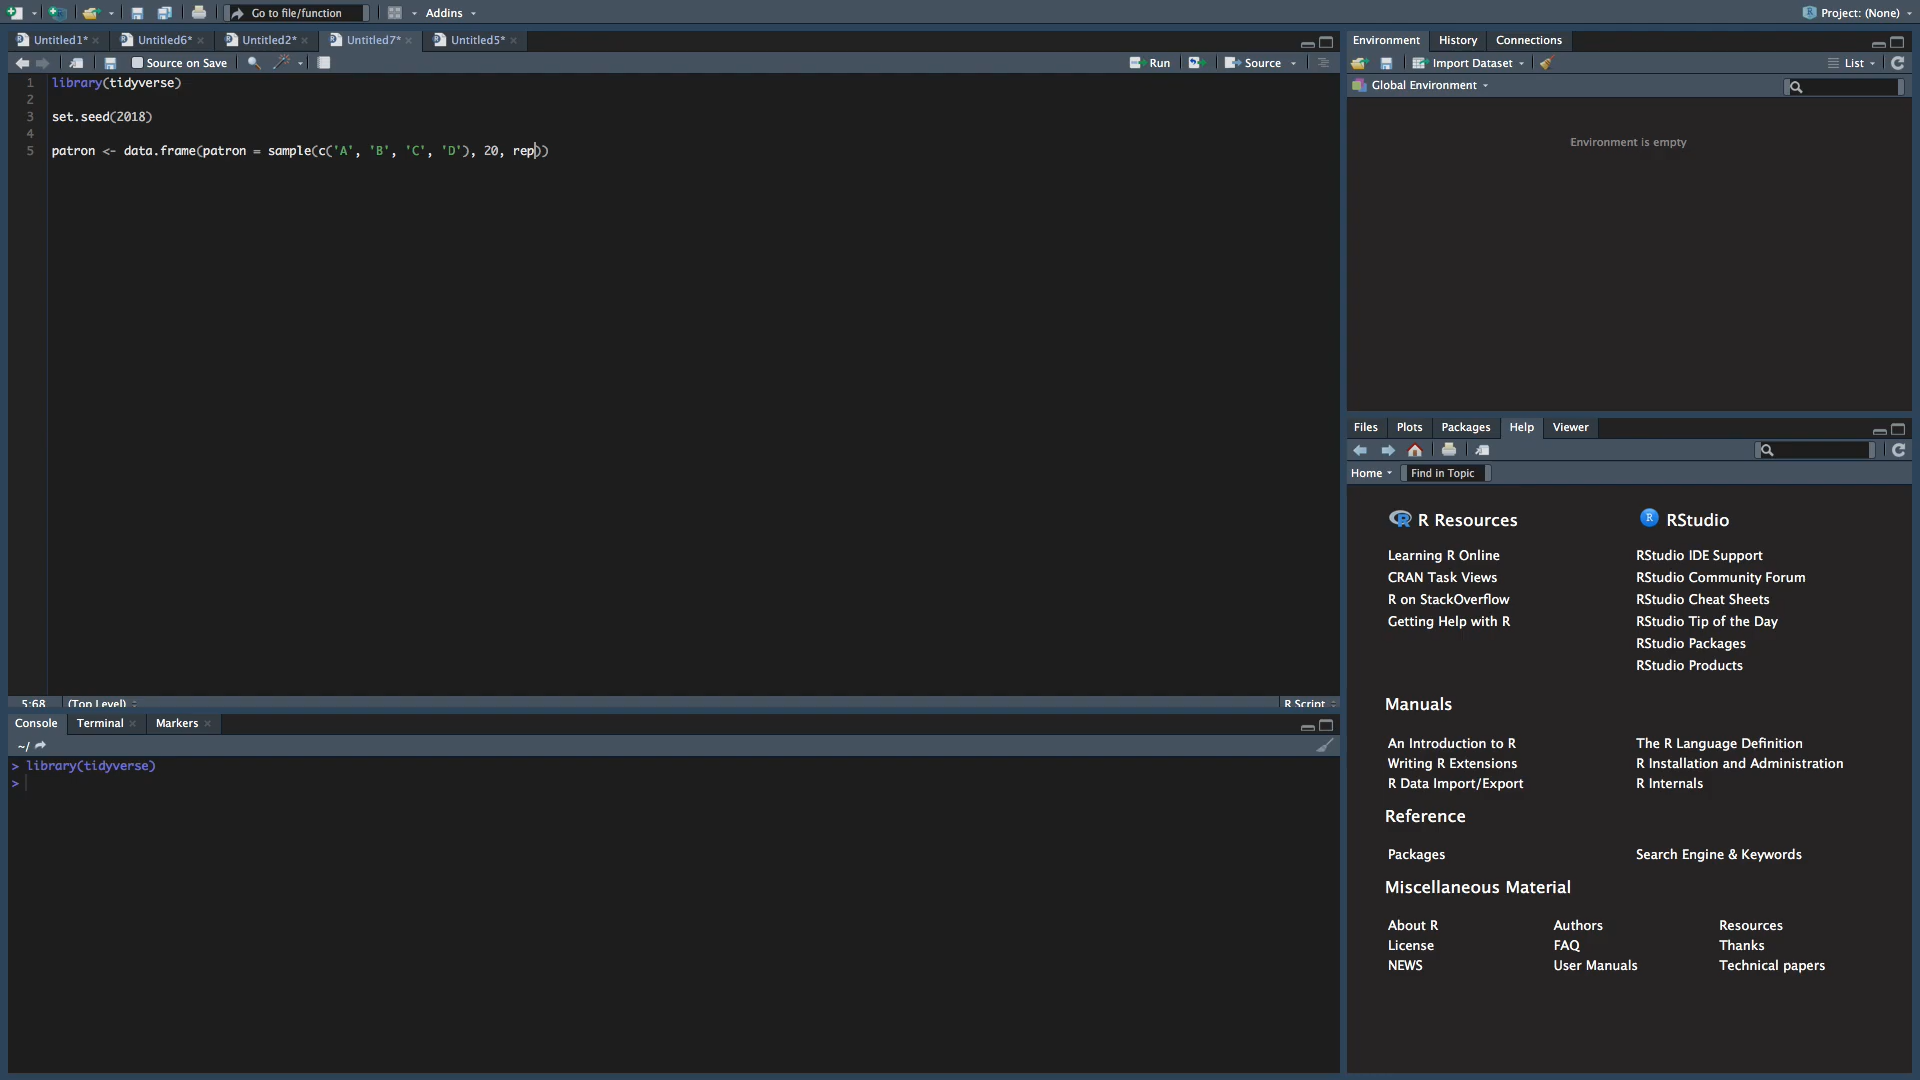 Go to file/function
Addins
Project: (None)
Untitled1*
Untitled6*
Untitled2*
Untitled7*
Untitled5*
Source on Save
Run
Source
1 library(tidyverse)
2
3 set.seed(2018)
4
5 patron <- data.frame(patron = sample(c('A', 'B', 'C', 'D'), 20, rep))
5:68 (Top Level)
R Script
Console
Terminal
Markers
~/
> library(tidyverse)
>
Environment
History
Connections
Import Dataset
List
Global Environment
Environment is empty
Files
Plots
Packages
Help
Viewer
Home
Find in Topic
R Resources
Learning R Online
CRAN Task Views
R on StackOverflow
Getting Help with R
RStudio
RStudio IDE Support
RStudio Community Forum
RStudio Cheat Sheets
RStudio Tip of the Day
RStudio Packages
RStudio Products
Manuals
An Introduction to R
The R Language Definition
Writing R Extensions
R Installation and Administration
R Data Import/Export
R Internals
Reference
Packages
Search Engine & Keywords
Miscellaneous Material
About R
Authors
Resources
License
FAQ
Thanks
NEWS
User Manuals
Technical papers